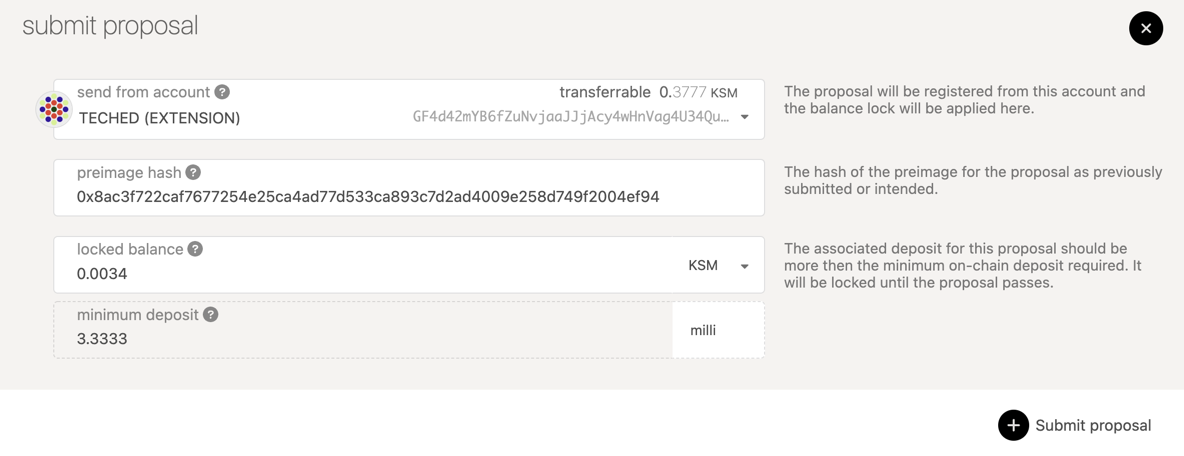 submit proposal
send from account ? transferrable 0.3777 KSM
TECHED (EXTENSION) GF4d42mYB6fZuNvjaaJJjAcy4wHnVag4U34Qu...
The proposal will be registered from this account and
the balance lock will be applied here.
preimage hash ?
0x8ac3f722caf7677254e25ca4ad77d533ca893c7d2ad4009e258d749f2004ef94
The hash of the preimage for the proposal as previously
submitted or intended.
locked balance ?
0.0034 KSM
The associated deposit for this proposal should be
more then the minimum on-chain deposit required. It
will be locked until the proposal passes.
minimum deposit ?
3.3333 milli
Submit proposal